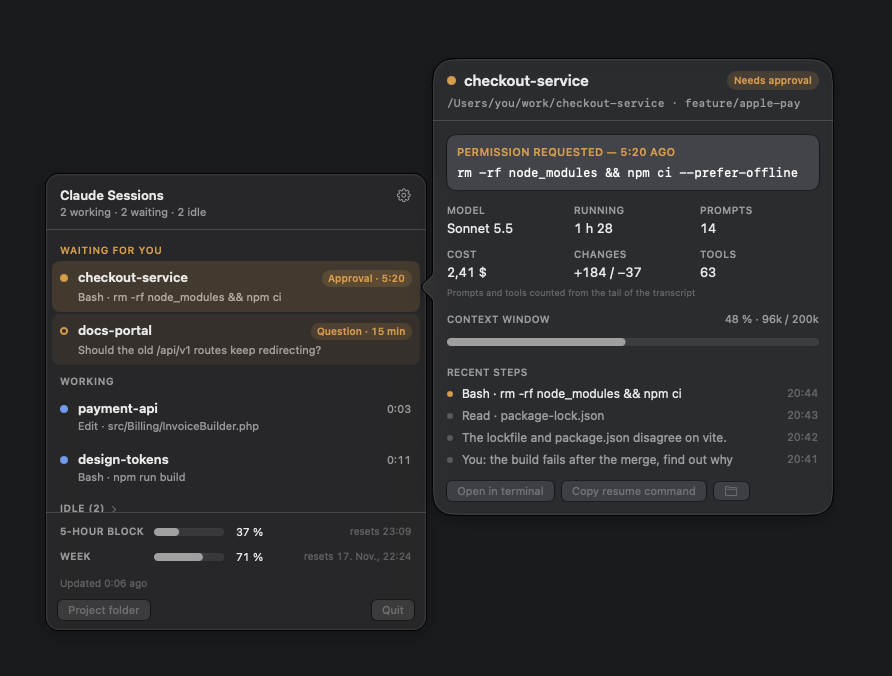 Claude Sessions
2 working · 2 waiting · 2 idle
WAITING FOR YOU
checkout-service
Approval · 5:20
Bash · rm -rf node_modules && npm ci
docs-portal
Question · 15 min
Should the old /api/v1 routes keep redirecting?
WORKING
payment-api
0:03
Edit · src/Billing/InvoiceBuilder.php
design-tokens
0:11
Bash · npm run build
IDLE (2)
5-HOUR BLOCK 37 % resets 23:09
WEEK 71 % resets 17. Nov., 22:24
Updated 0:06 ago
Project folder
Quit
checkout-service
Needs approval
/Users/you/work/checkout-service · feature/apple-pay
PERMISSION REQUESTED — 5:20 AGO
rm -rf node_modules && npm ci --prefer-offline
MODEL RUNNING PROMPTS
Sonnet 5.5 1 h 28 14
COST CHANGES TOOLS
2,41 $ +184 / −37 63
Prompts and tools counted from the tail of the transcript
CONTEXT WINDOW 48 % · 96k / 200k
RECENT STEPS
Bash · rm -rf node_modules && npm ci 20:44
Read · package-lock.json 20:43
The lockfile and package.json disagree on vite. 20:42
You: the build fails after the merge, find out why 20:41
Open in terminal
Copy resume command